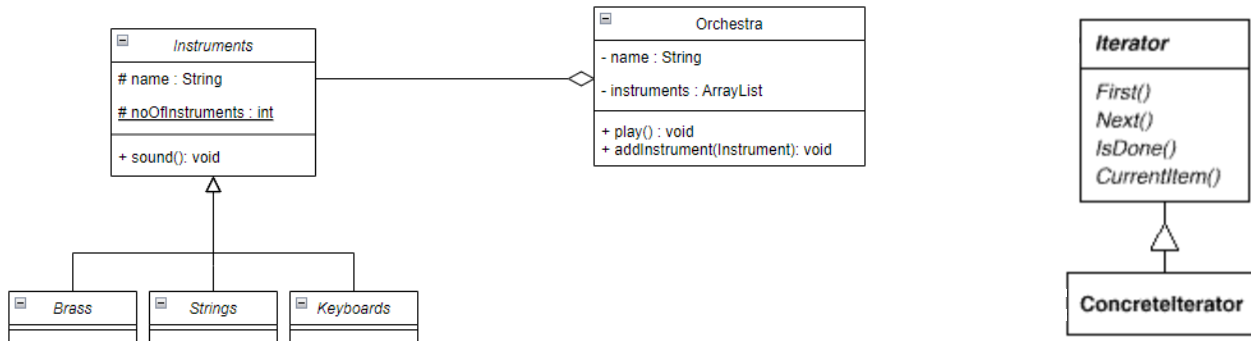 Instruments
# name : String
# noOfInstruments : int
+ sound(): void
Brass
Strings
Keyboards
Orchestra
- name : String
- instruments : ArrayList
+ play() : void
+ addInstrument(Instrument): void
Iterator
First()
Next()
IsDone()
CurrentItem()
ConcreteIterator